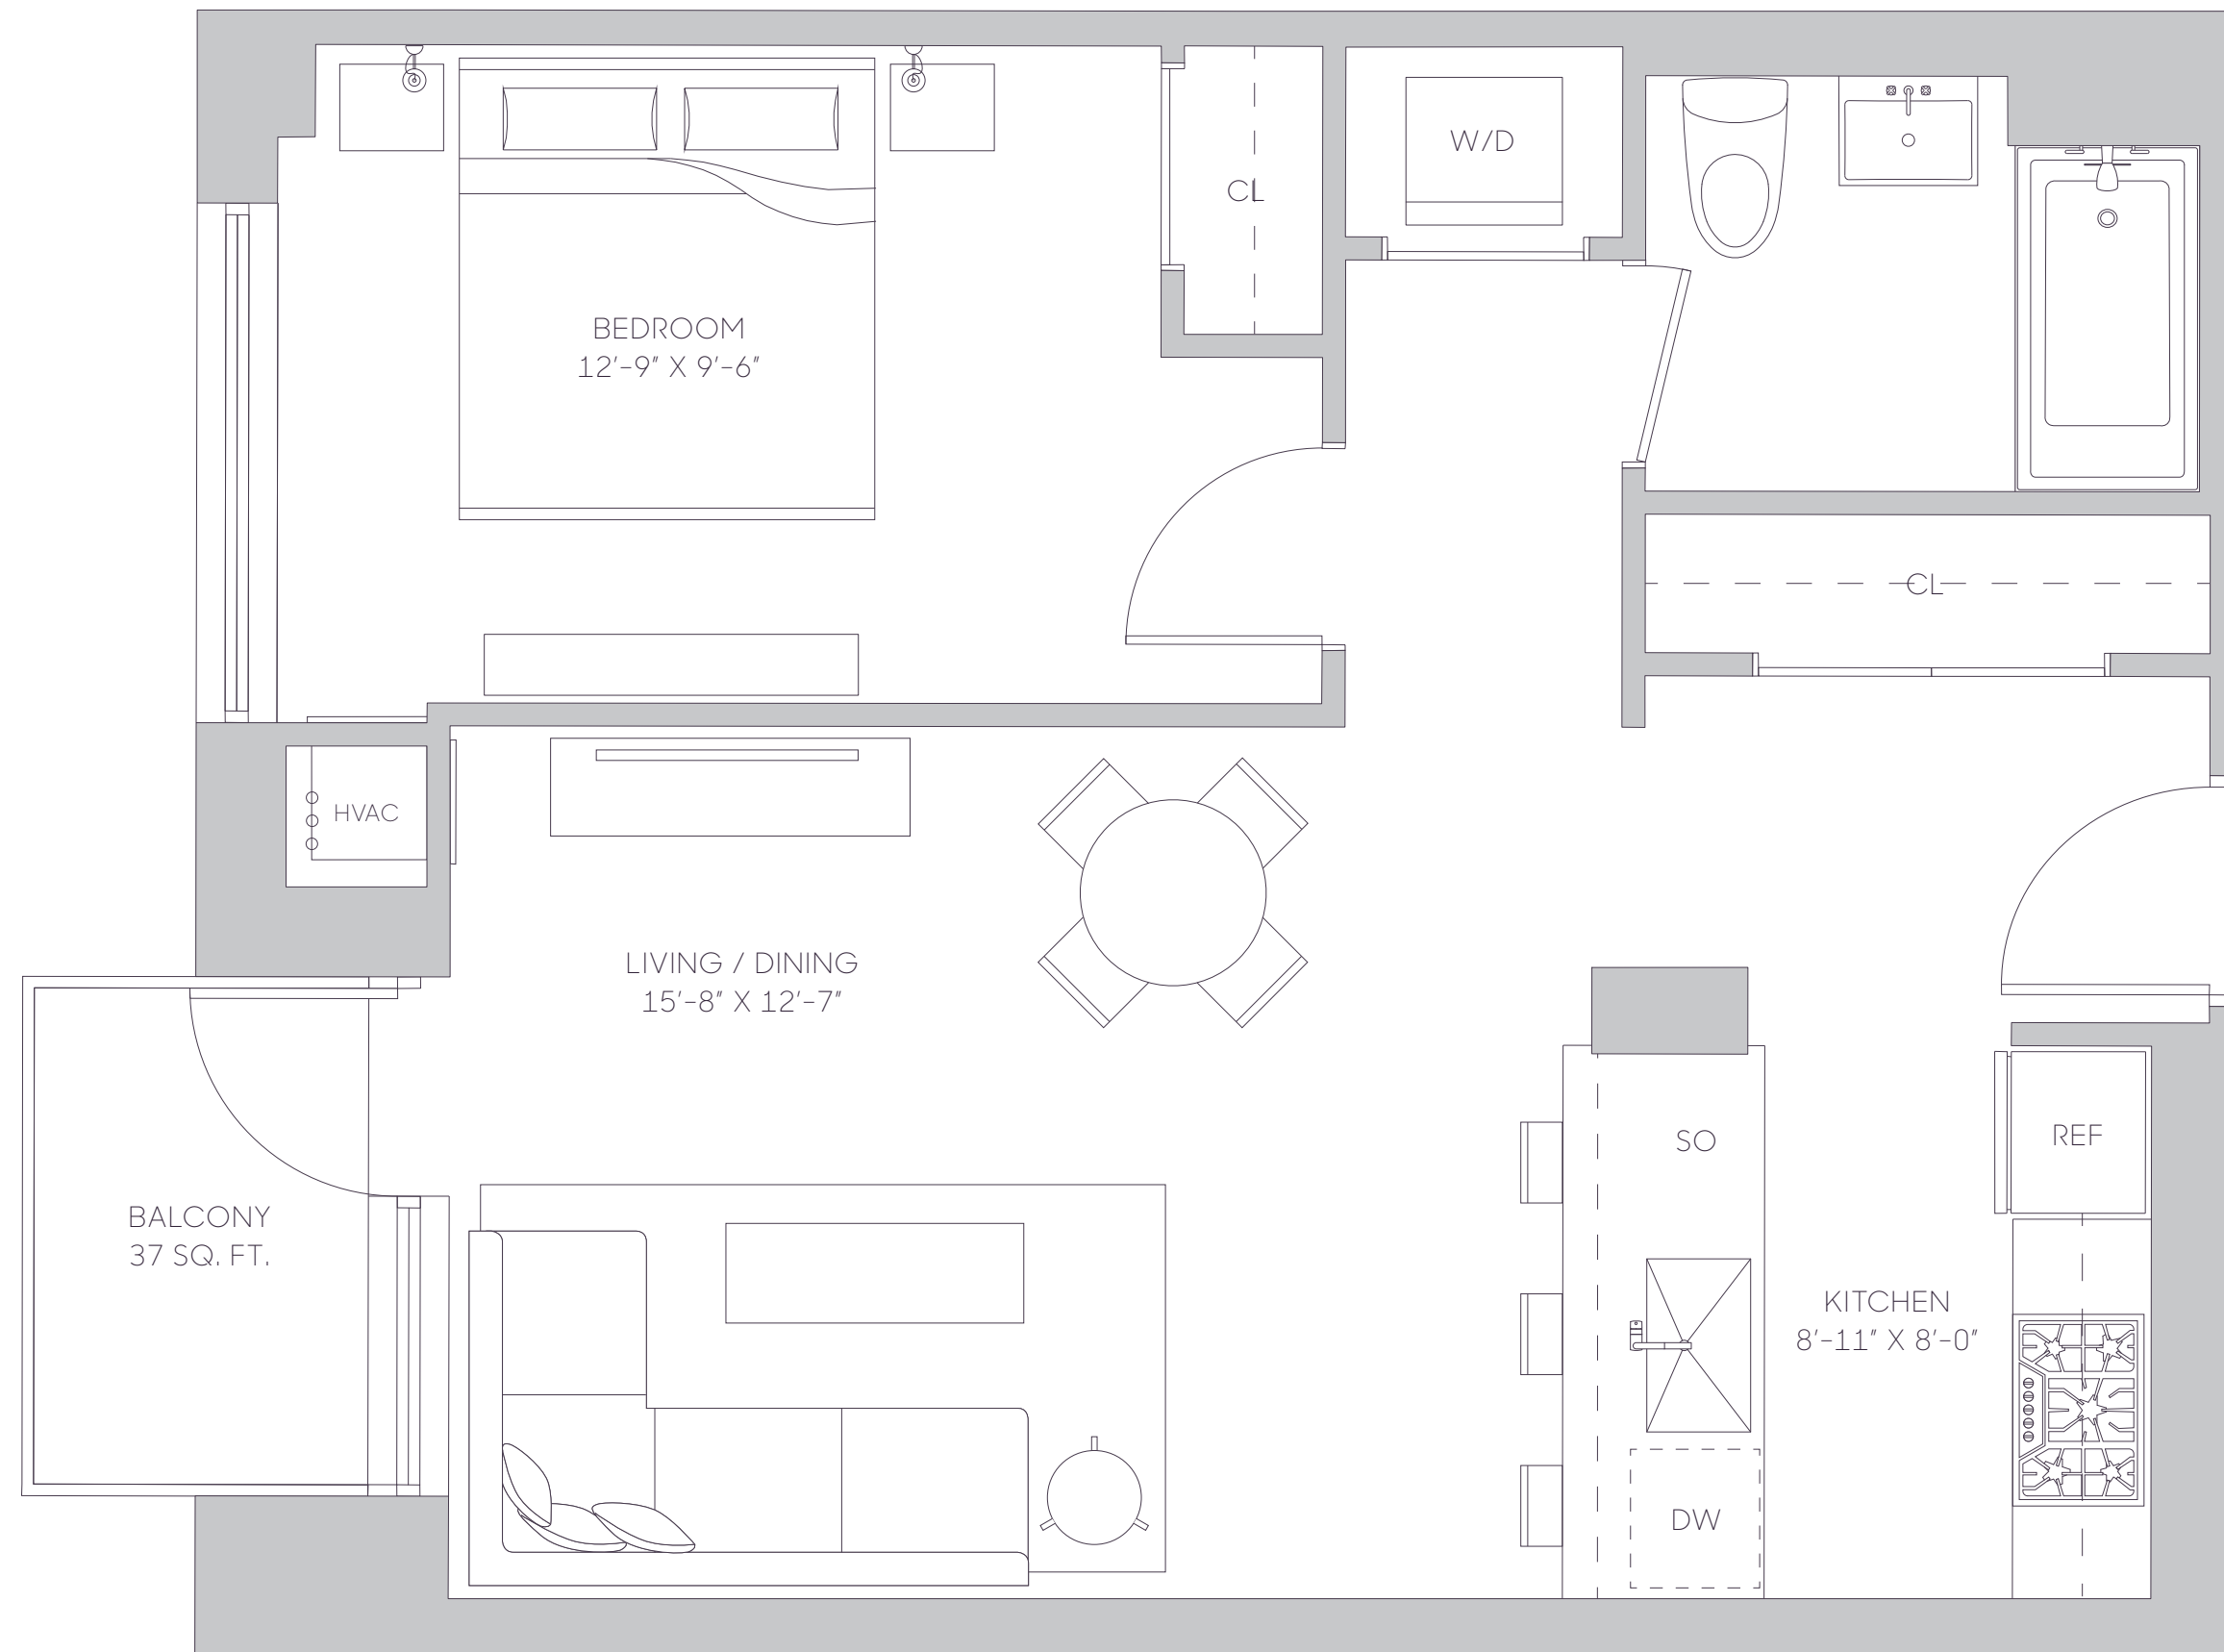 W/D
CL
BEDROOM
12'-9" X 9'-6"
CL
HVAC
LIVING / DINING
15'-8" X 12'-7"
SO
REF
BALCONY
37 SQ. FT.
KITCHEN
8'-11" X 8'-0"
DW